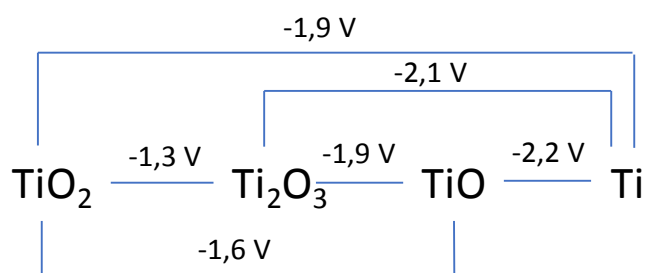 -1,9 V
-2,1 V
-1,3 V -1,9 V -2,2 V
TiO₂ Ti₂O₃ TiO Ti
-1,6 V